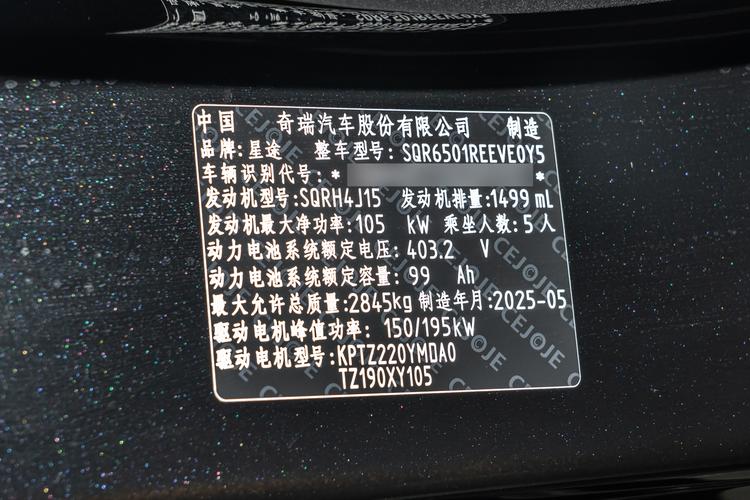 中国 奇瑞汽车股份有限公司 制造
品牌:星途 整车型号: SQR6501REEVE0Y5
车辆识别代号: * *
发动机型号:SQRH4J15 发动机排量:1499 mL
发动机最大净功率:105 kW 乘坐人数:5人
动力电池系统额定电压: 403.2 V
动力电池系统额定容量: 99 Ah
最大允许总质量:2845kg 制造年月:2025-05
驱动电机峰值功率: 150/195kW
驱动电机型号:KPTZ220YMDA0
TZ190XY105